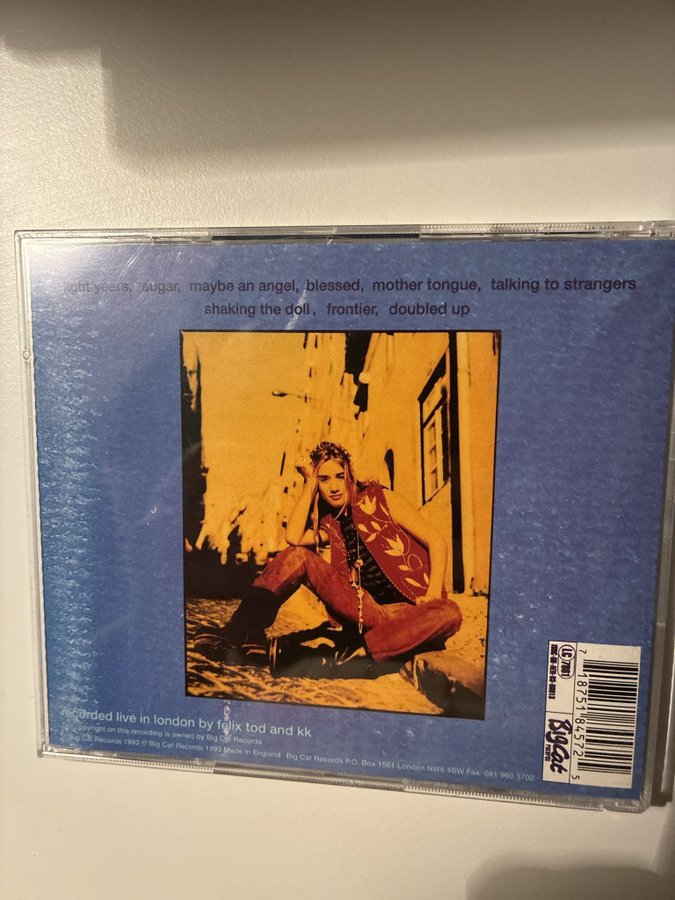 light years, sugar, maybe an angel, blessed, mother tongue, talking to strangers
shaking the doll, frontier, doubled up
recorded live in london by felix tod and kk
copyright on this recording is owned by Big Cat Records
Big Cat Records 1993 © Big Cat Records 1993 Made In England Big Cat Records P.O. Box 1561 London NW6 4SW Fax 081 960 3702
LC 7661
BigCat
7 18751 84572 5